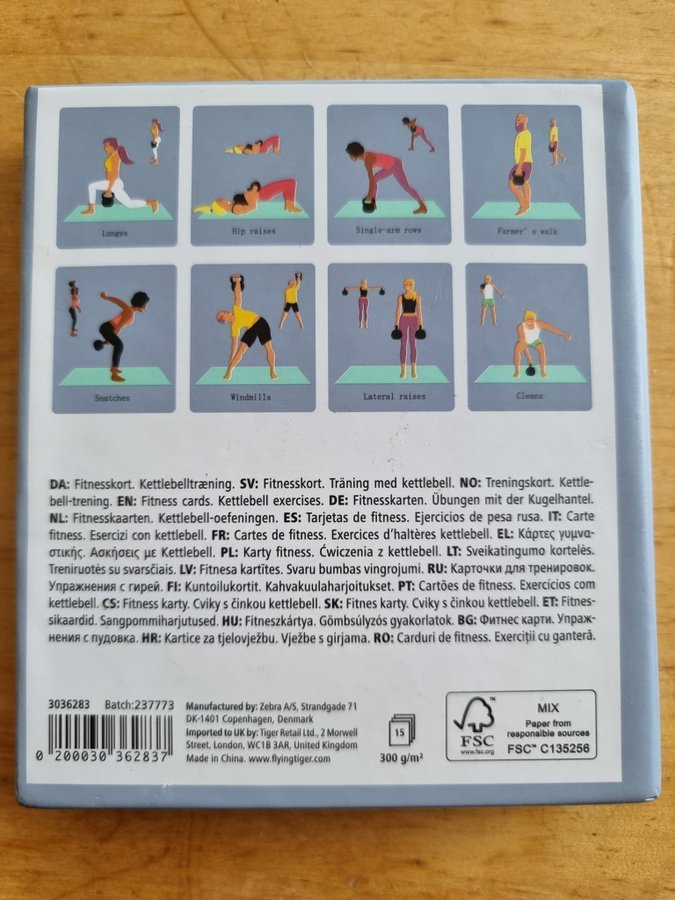 Lunges
Hip raises
Single-arm rows
Farmer's walk
Snatches
Windmills
Lateral raises
Cleans
DA: Fitnesskort. Kettlebelltræning. SV: Fitnesskort. Träning med kettlebell. NO: Treningskort. Kettle-
bell-trening. EN: Fitness cards. Kettlebell exercises. DE: Fitnesskarten. Übungen mit der Kugelhantel.
NL: Fitnesskaarten. Kettlebell-oefeningen. ES: Tarjetas de fitness. Ejercicios de pesa rusa. IT: Carte
fitness. Esercizi con kettlebell. FR: Cartes de fitness. Exercices d'haltères kettlebell. EL: Κάρτες γυμνα-
στικής. Ασκήσεις με Kettlebell. PL: Karty fitness. Ćwiczenia z kettlebell. LT: Sveikatingumo kortelės.
Treniruotės su svarsčiais. LV: Fitnesa kartītes. Svaru bumbas vingrojumi. RU: Карточки для тренировок.
Упражнения с гирей. FI: Kuntoilukortit. Kahvakuulaharjoitukset. PT: Cartões de fitness. Exercícios com
kettlebell. CS: Fitness karty. Cviky s činkou kettlebell. SK: Fitnes karty. Cviky s činkou kettlebell. ET: Fitnes-
sikaardid. Sangpommiharjutused. HU: Fitneszkártya. Gömbsúlyzós gyakorlatok. BG: Фитнес карти. Упраж-
нения с пудовка. HR: Kartice za tjelovježbu. Vježbe s girjama. RO: Carduri de fitness. Exerciții cu ganteră.
3036283 Batch:237773
0 200030 362837
Manufactured by: Zebra A/S, Strandgade 71
DK-1401 Copenhagen, Denmark
Imported to UK by: Tiger Retail Ltd., 2 Morwell
Street, London, WC1B 3AR, United Kingdom
Made in China. www.flyingtiger.com
15
300 g/m²
FSC
www.fsc.org
MIX
Paper from
responsible sources
FSC™ C135256